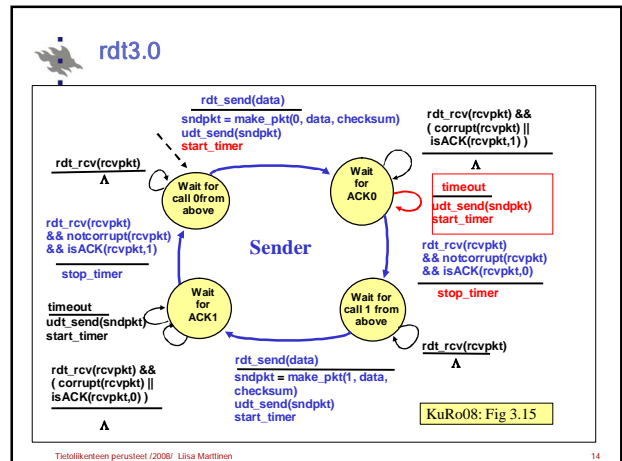 rdt3.0
rdt_send(data)
sndpkt = make_pkt(0, data, checksum)
udt_send(sndpkt)
start_timer
rdt_rcv(rcvpkt) &&
( corrupt(rcvpkt) ||
isACK(rcvpkt,1) )
Λ
rdt_rcv(rcvpkt)
Λ
Wait for
call 0from
above
Wait
for
ACK0
timeout
udt_send(sndpkt)
start_timer
rdt_rcv(rcvpkt)
&& notcorrupt(rcvpkt)
&& isACK(rcvpkt,1)
stop_timer
Sender
rdt_rcv(rcvpkt)
&& notcorrupt(rcvpkt)
&& isACK(rcvpkt,0)
stop_timer
timeout
udt_send(sndpkt)
start_timer
Wait
for
ACK1
Wait for
call 1 from
above
rdt_rcv(rcvpkt)
Λ
rdt_rcv(rcvpkt) &&
( corrupt(rcvpkt) ||
isACK(rcvpkt,0) )
Λ
rdt_send(data)
sndpkt = make_pkt(1, data,
checksum)
udt_send(sndpkt)
start_timer
KuRo08: Fig 3.15
Tietoliikenteen perusteet /2008/ Liisa Marttinen
14